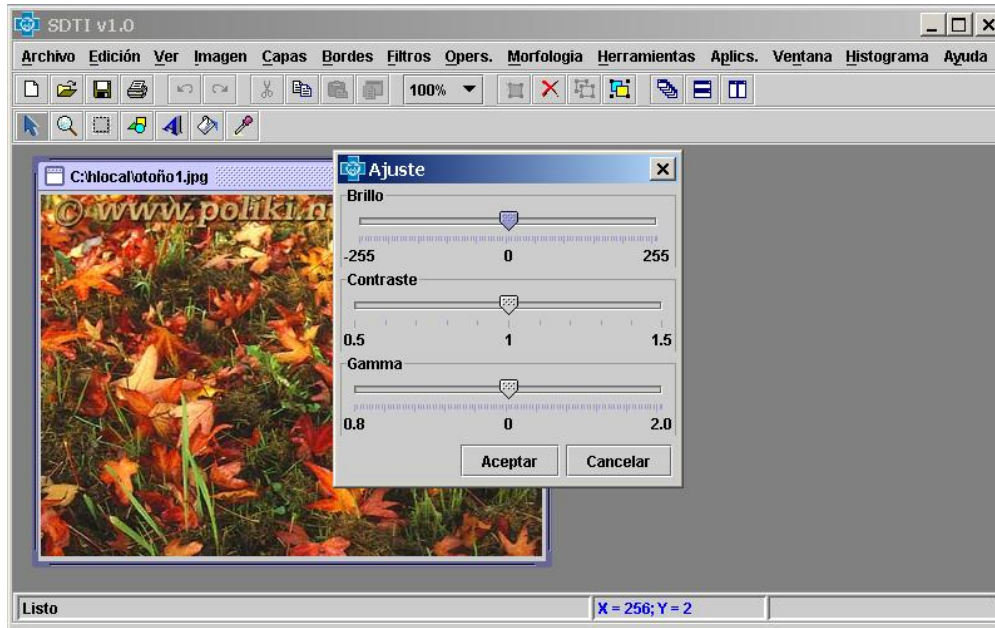 SDTI v1.0
Archivo Edición Ver Imagen Capas Bordes Filtros Opers. Morfologia Herramientas Aplics. Ventana Histograma Ayuda
100%
C:\hlocal\otoño1.jpg
© www.poliki.n
Ajuste
Brillo
-255 0 255
Contraste
0.5 1 1.5
Gamma
0.8 0 2.0
Aceptar Cancelar
Listo X = 256; Y = 2